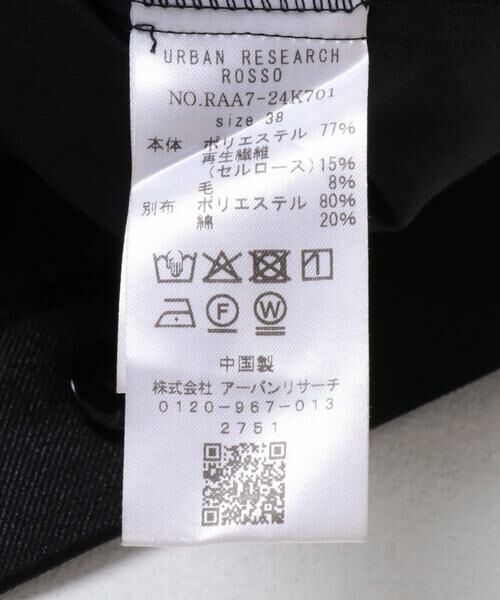 URBAN RESEARCH
ROSSO
NO.RAA7-24K701
size 38
本体 ポリエステル 77%
再生繊維
(セルロース) 15%
毛 8%
別布 ポリエステル 80%
綿 20%
F W
中国製
株式会社 アーバンリサーチ
0120-967-013
2751